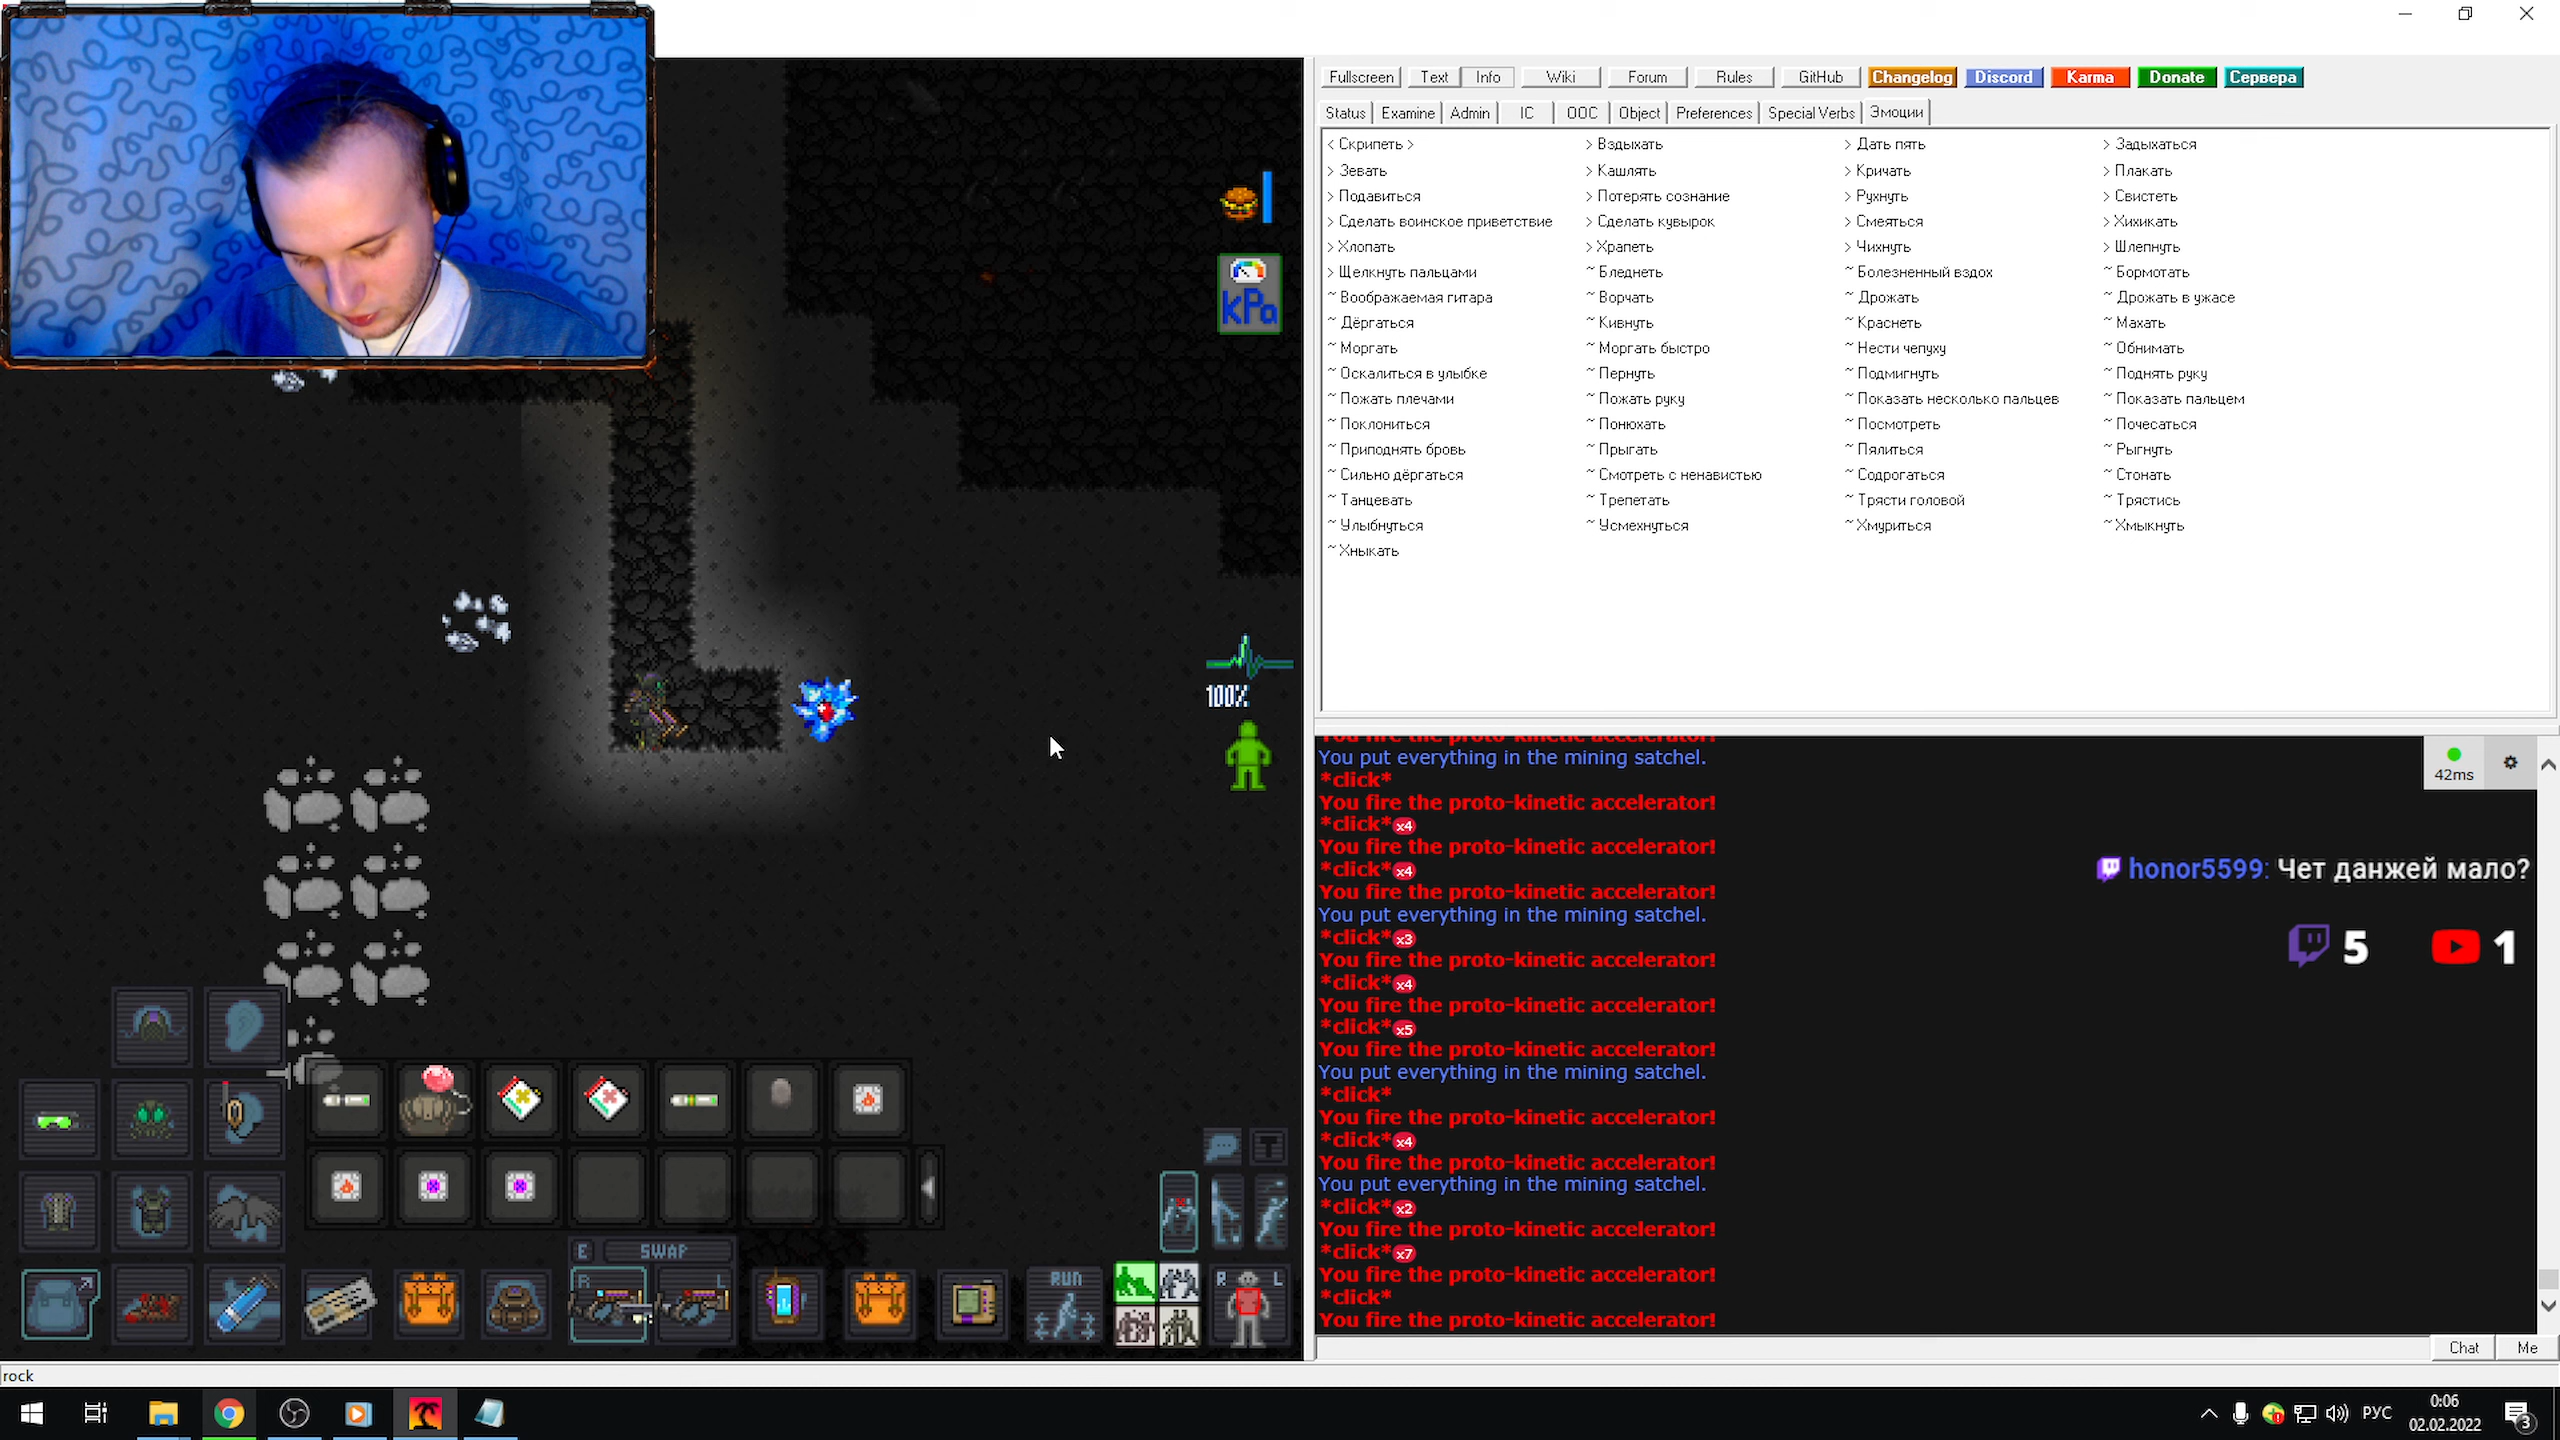 Fullscreen Text Info Wiki Forum Rules GitHub Changelog Discord Karma Donate Сервера
Status Examine Admin IC OOC Object Preferences Special Verbs Эмоции
< Скрипеть > > Вздыхать > Дать пять > Задыхаться
> Зевать > Кашлять > Кричать > Плакать
> Подавиться > Потерять сознание > Рухнуть > Свистеть
> Сделать воинское приветствие > Сделать кувырок > Смеяться > Хихикать
> Хлопать > Храпеть > Чихнуть > Шлепнуть
> Щелкнуть пальцами ~ Бледнеть ~ Болезненный вздох ~ Бормотать
~ Воображаемая гитара ~ Ворчать ~ Дрожать ~ Дрожать в ужасе
~ Дёргаться ~ Кивнуть ~ Краснеть ~ Махать
~ Моргать ~ Моргать быстро ~ Нести чепуху ~ Обнимать
~ Оскалиться в улыбке ~ Пернуть ~ Подмигнуть ~ Поднять руку
~ Пожать плечами ~ Пожать руку ~ Показать несколько пальцев ~ Показать пальцем
~ Поклониться ~ Понюхать ~ Посмотреть ~ Почесаться
~ Приподнять бровь ~ Прыгать ~ Пялиться ~ Рыгнуть
~ Сильно дёргаться ~ Смотреть с ненавистью ~ Содрогаться ~ Стонать
~ Танцевать ~ Трепетать ~ Трясти головой ~ Трястись
~ Улыбнуться ~ Усмехнуться ~ Хмуриться ~ Хмыкнуть
~ Хныкать
kPa
100%
You fire the proto-kinetic accelerator!
You put everything in the mining satchel.
*click*
You fire the proto-kinetic accelerator!
*click* x4
You fire the proto-kinetic accelerator!
*click* x4
You fire the proto-kinetic accelerator!
You put everything in the mining satchel.
*click* x3
You fire the proto-kinetic accelerator!
*click* x4
You fire the proto-kinetic accelerator!
*click* x5
You fire the proto-kinetic accelerator!
You put everything in the mining satchel.
*click*
You fire the proto-kinetic accelerator!
*click* x4
You fire the proto-kinetic accelerator!
You put everything in the mining satchel.
*click* x2
You fire the proto-kinetic accelerator!
*click* x7
You fire the proto-kinetic accelerator!
*click*
You fire the proto-kinetic accelerator!
42ms
honor5599: Чет данжей мало?
5 1
Chat Me
T
E SWAP
R L
RUN
R L
rock
РУС
0:06
02.02.2022
3